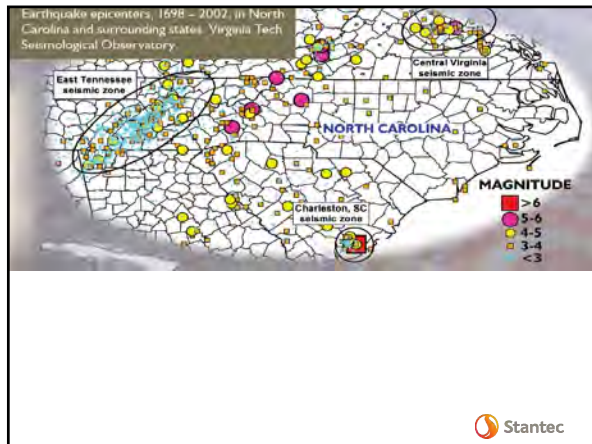 Earthquake epicenters, 1698 – 2002, in North
Carolina and surrounding states. Virginia Tech
Seismological Observatory.
East Tennessee
seismic zone
Central Virginia
seismic zone
NORTH CAROLINA
MAGNITUDE
>6
5-6
4-5
3-4
<3
Charleston, SC
seismic zone
Stantec